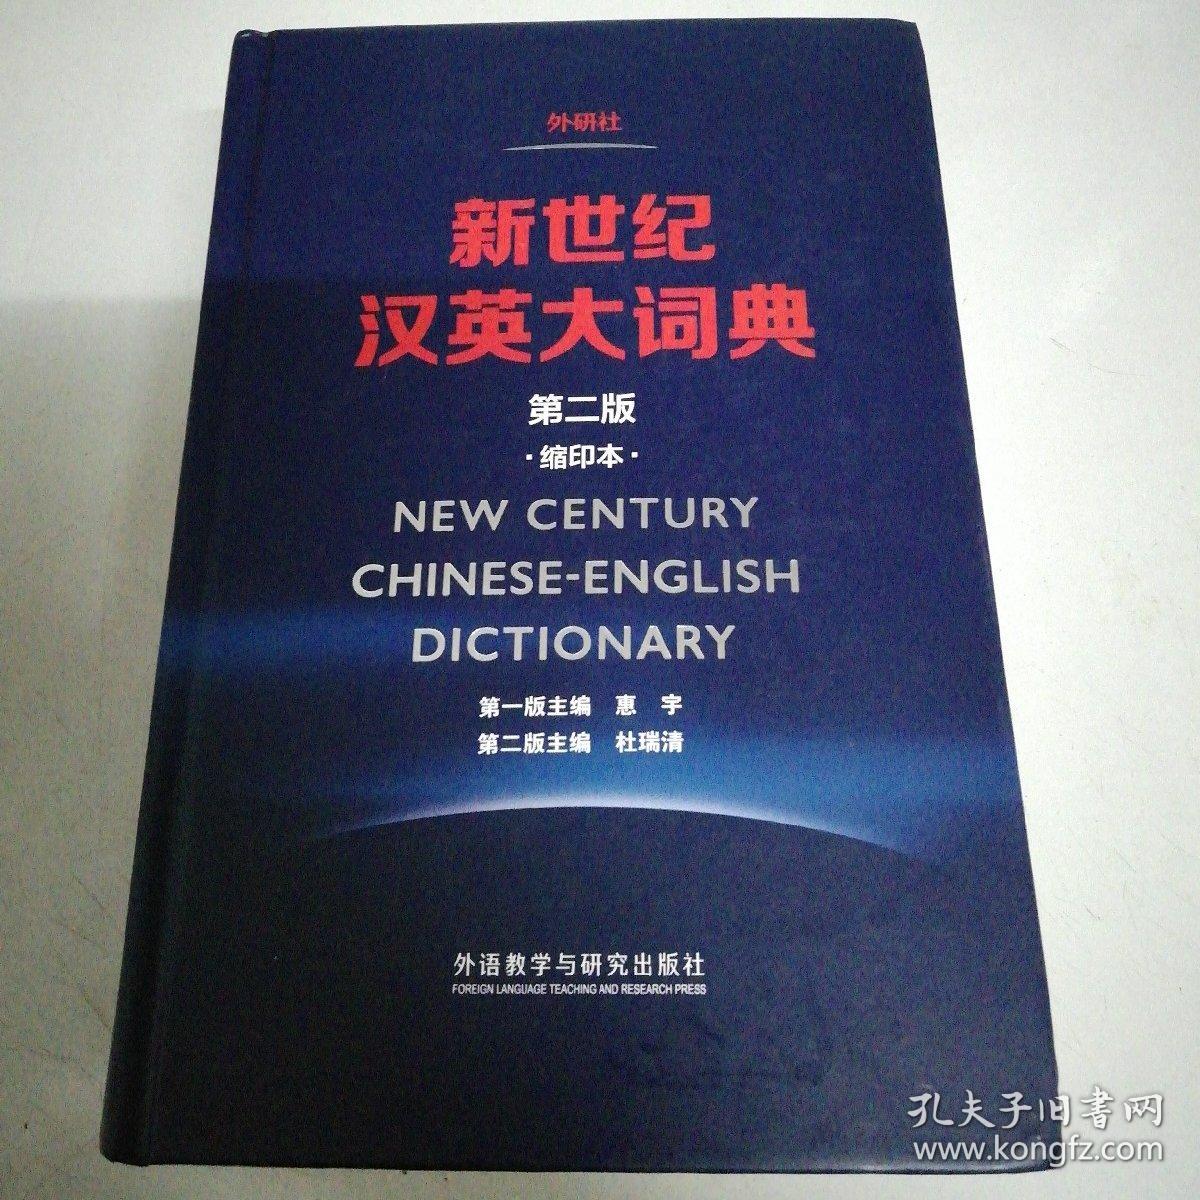 外研社
新世纪
汉英大词典
第二版
·缩印本·
NEW CENTURY
CHINESE-ENGLISH
DICTIONARY
第一版主编 惠 宇
第二版主编 杜瑞清
外语教学与研究出版社
FOREIGN LANGUAGE TEACHING AND RESEARCH PRESS
孔夫子旧书网
www.kongfz.com